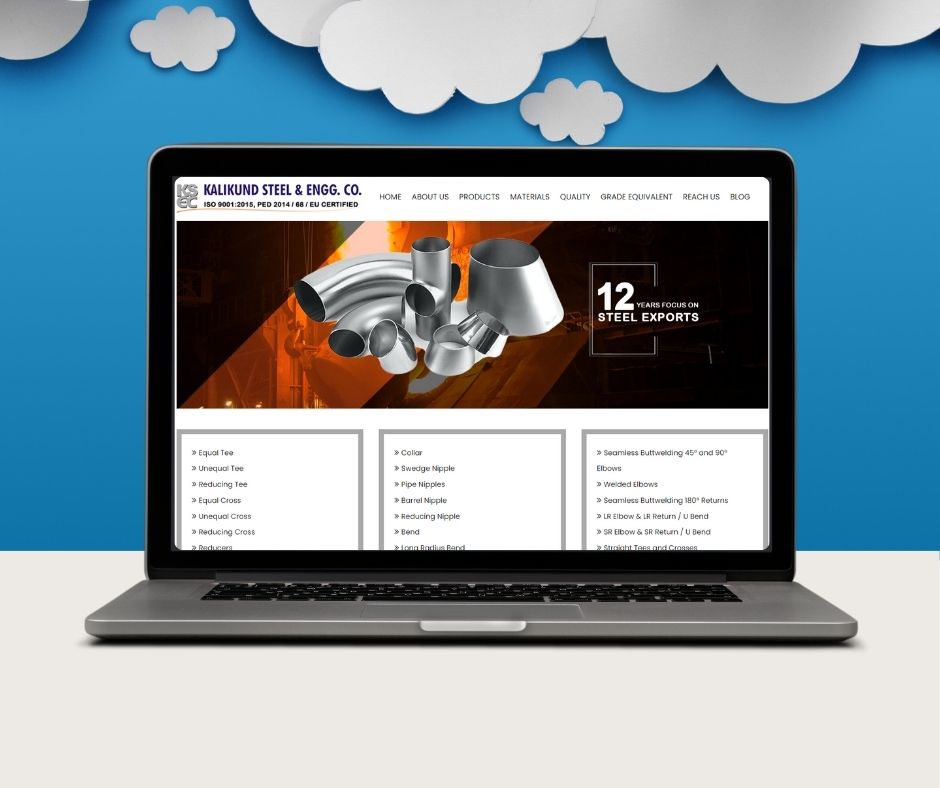 KS
EC
KALIKUND STEEL & ENGG. CO.
ISO 9001:2015, PED 2014 / 68 / EU CERTIFIED
HOME ABOUT US PRODUCTS MATERIALS QUALITY GRADE EQUIVALENT REACH US BLOG
12 YEARS FOCUS ON
STEEL EXPORTS
» Equal Tee
» Unequal Tee
» Reducing Tee
» Equal Cross
» Unequal Cross
» Reducing Cross
» Reducers
» Collar
» Swedge Nipple
» Pipe Nipples
» Barrel Nipple
» Reducing Nipple
» Bend
» Long Radius Bend
» Seamless Buttwelding 45° and 90°
Elbows
» Welded Elbows
» Seamless Buttwelding 180° Returns
» LR Elbow & LR Return / U Bend
» SR Elbow & SR Return / U Bend
» Straight Tees and Crosses